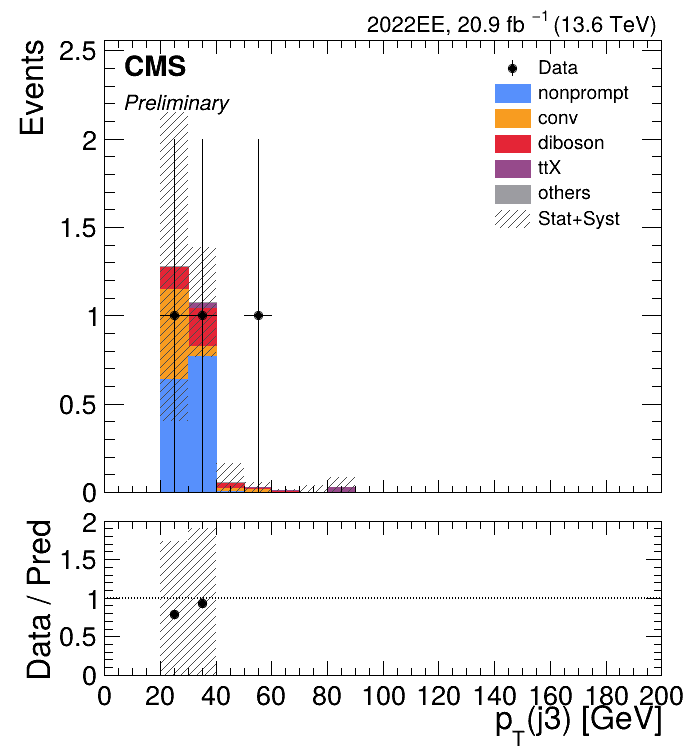 2022EE, 20.9 fb⁻¹ (13.6 TeV)
CMS
Preliminary
Events
2.5
2
1.5
1
0.5
0
Data
nonprompt
conv
diboson
ttX
others
Stat+Syst
Data / Pred
2
1.5
1
0.5
0
0 20 40 60 80 100 120 140 160 180 200
p_T(j3) [GeV]